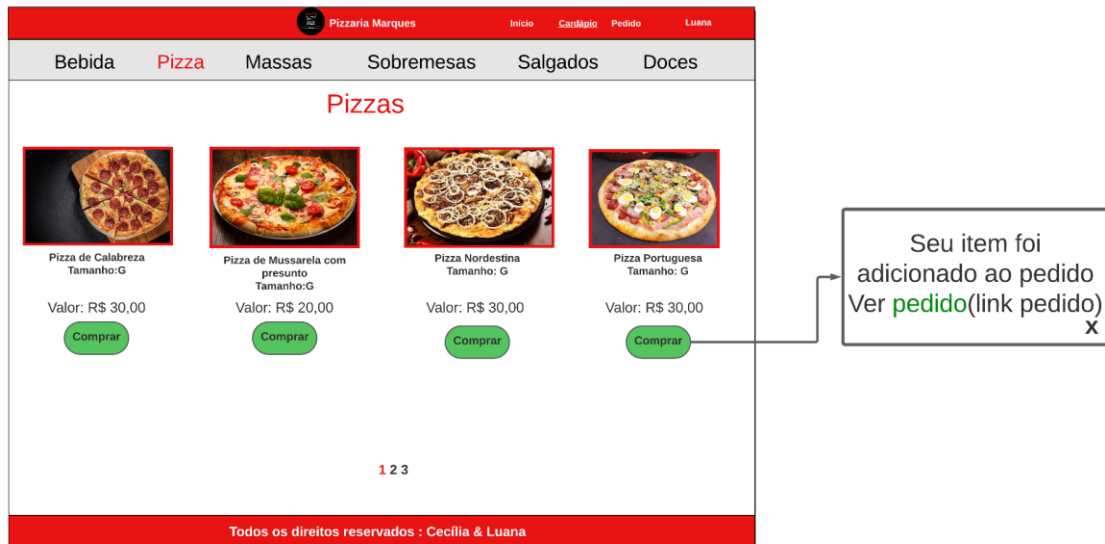 Pizzaria Marques
Início Cardápio Pedido Luana
Bebida Pizza Massas Sobremesas Salgados Doces
Pizzas
Pizza de Calabreza
Tamanho:G
Valor: R$ 30,00
Comprar
Pizza de Mussarela com
presunto
Tamanho:G
Valor: R$ 20,00
Comprar
Pizza Nordestina
Tamanho: G
Valor: R$ 30,00
Comprar
Pizza Portuguesa
Tamanho: G
Valor: R$ 30,00
Comprar
Seu item foi
adicionado ao pedido
Ver pedido(link pedido)
x
1 2 3
Todos os direitos reservados : Cecília & Luana